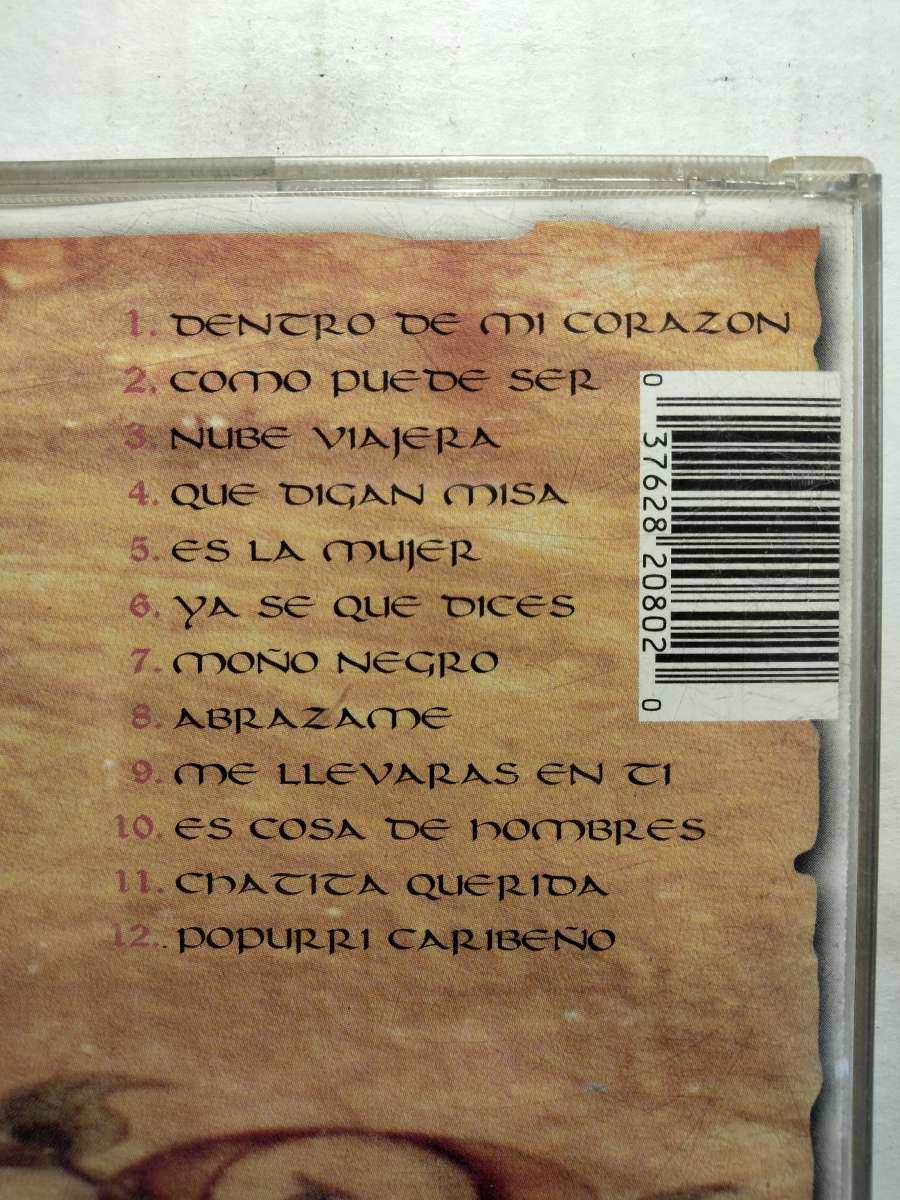 1. DENTRO DE MI CORAZON
2. COMO PUEDE SER
3. NUBE VIAJERA
4. QUE DIGAN MISA
5. ES LA MUJER
6. YA SE QUE DICES
7. MOÑO NEGRO
8. ABRAZAME
9. ME LLEVARAS EN TI
10. ES COSA DE HOMBRES
11. CHATITA QUERIDA
12. POPURRI CARIBEÑO
0 37628 20802 0